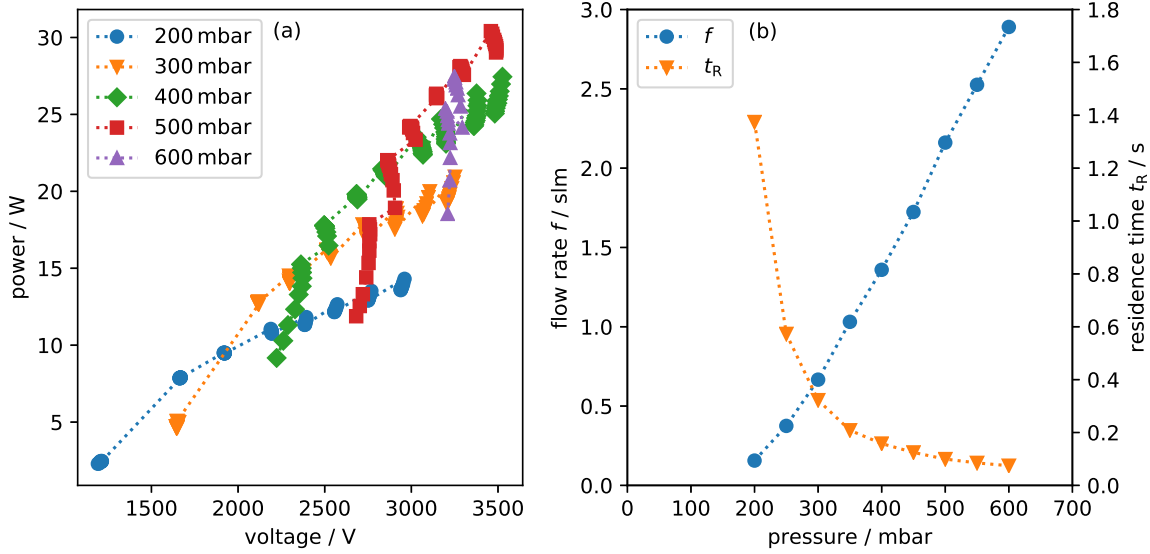 (a)
200 mbar
300 mbar
400 mbar
500 mbar
600 mbar
power / W
30
25
20
15
10
5
1500 2000 2500 3000 3500
voltage / V
(b)
f
t_R
flow rate f / slm
3.0
2.5
2.0
1.5
1.0
0.5
0.0
0 100 200 300 400 500 600 700
pressure / mbar
1.8
1.6
1.4
1.2
1.0
0.8
0.6
0.4
0.2
0.0
residence time t_R / s